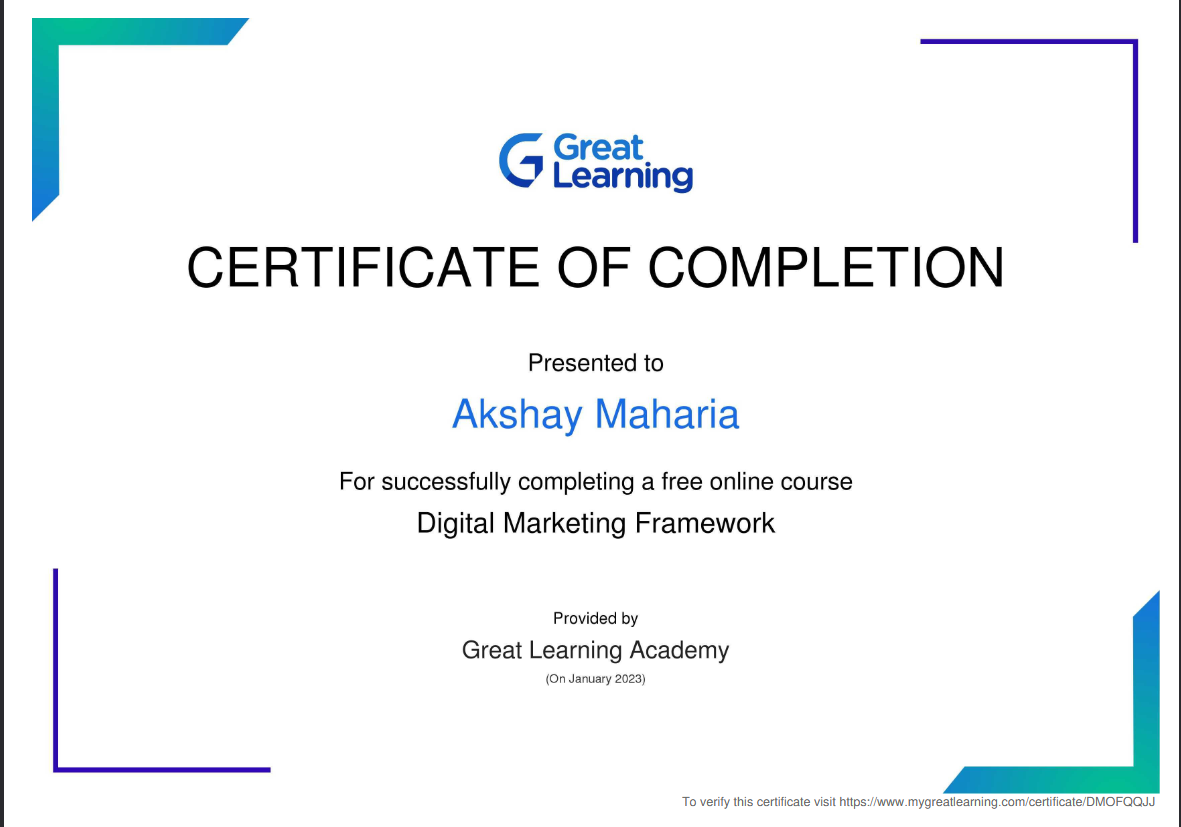 Great
Learning
CERTIFICATE OF COMPLETION
Presented to
Akshay Maharia
For successfully completing a free online course
Digital Marketing Framework
Provided by
Great Learning Academy
(On January 2023)
To verify this certificate visit https://www.mygreatlearning.com/certificate/DMOFQQJJ